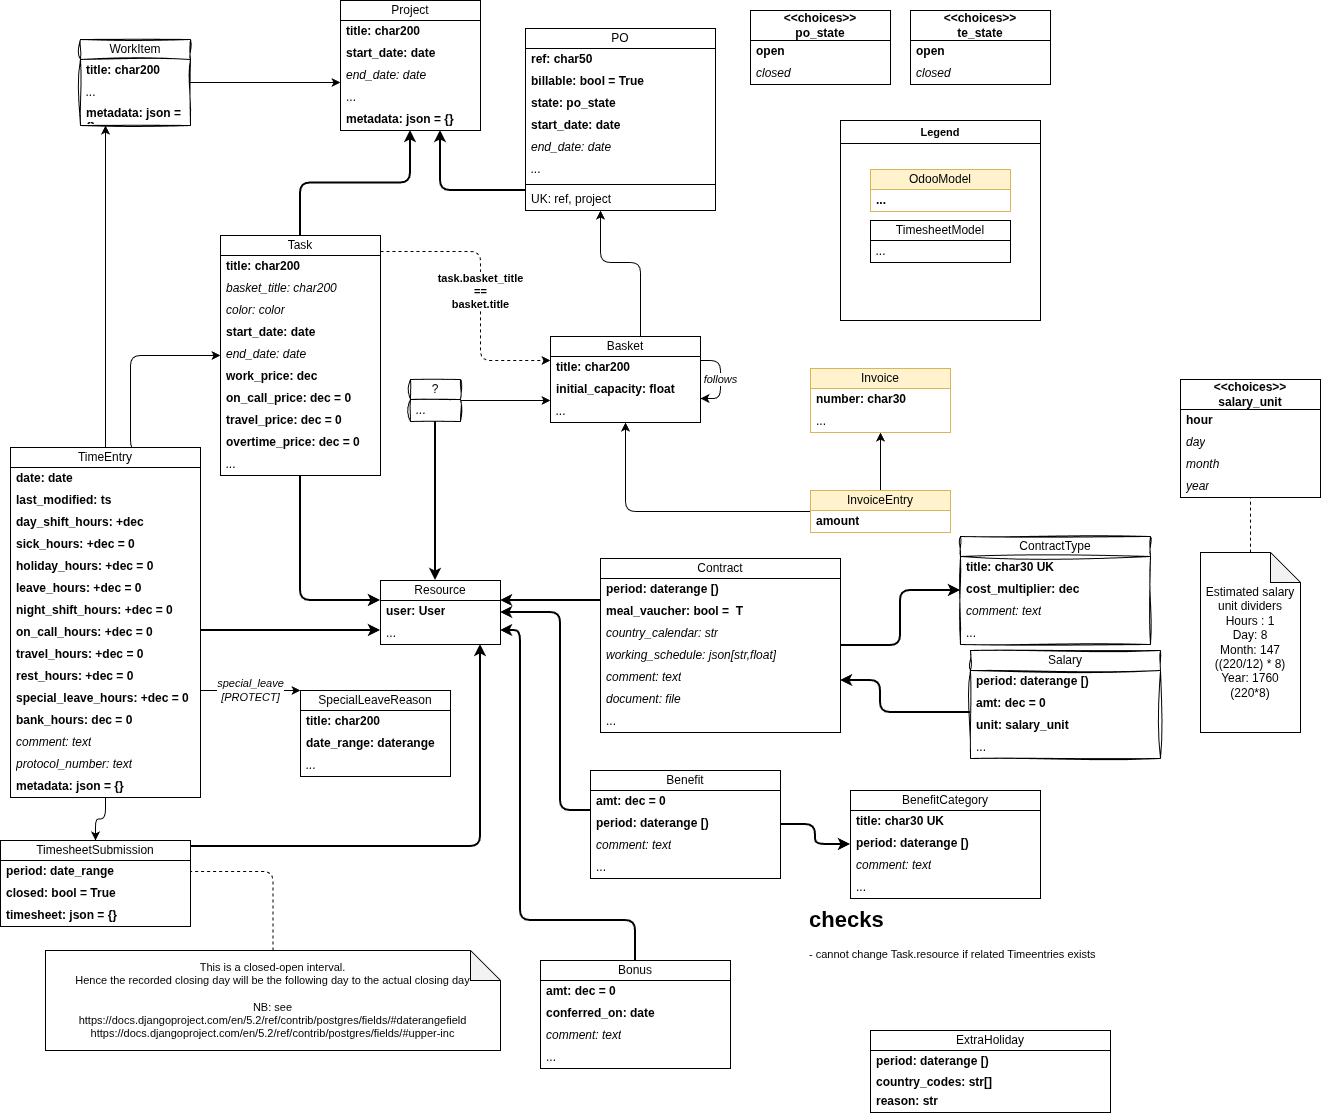 Project
title: char200
start_date: date
end_date: date
...
metadata: json = {}
WorkItem
title: char200
...
metadata: json =
PO
ref: char50
billable: bool = True
state: po_state
start_date: date
end_date: date
...
UK: ref, project
<<choices>>
po_state
open
closed
<<choices>>
te_state
open
closed
Legend
OdooModel
...
TimesheetModel
...
Task
title: char200
basket_title: char200
color: color
start_date: date
end_date: date
work_price: dec
on_call_price: dec = 0
travel_price: dec = 0
overtime_price: dec = 0
...
task.basket_title
==
basket.title
Basket
title: char200
initial_capacity: float
...
follows
?
...
Invoice
number: char30
...
InvoiceEntry
amount
<<choices>>
salary_unit
hour
day
month
year
Estimated salary
unit dividers
Hours : 1
Day: 8
Month: 147
((220/12) * 8)
Year: 1760
(220*8)
TimeEntry
date: date
last_modified: ts
day_shift_hours: +dec
sick_hours: +dec = 0
holiday_hours: +dec = 0
leave_hours: +dec = 0
night_shift_hours: +dec = 0
on_call_hours: +dec = 0
travel_hours: +dec = 0
rest_hours: +dec = 0
special_leave_hours: +dec = 0
bank_hours: dec = 0
comment: text
protocol_number: text
metadata: json = {}
special_leave
[PROTECT]
SpecialLeaveReason
title: char200
date_range: daterange
...
Resource
user: User
...
Contract
period: daterange [)
meal_vaucher: bool =  T
country_calendar: str
working_schedule: json[str,float]
comment: text
document: file
...
ContractType
title: char30 UK
cost_multiplier: dec
comment: text
...
Salary
period: daterange [)
amt: dec = 0
unit: salary_unit
...
Benefit
amt: dec = 0
period: daterange [)
comment: text
...
BenefitCategory
title: char30 UK
period: daterange [)
comment: text
...
TimesheetSubmission
period: date_range
closed: bool = True
timesheet: json = {}
This is a closed-open interval.
Hence the recorded closing day will be the following day to the actual closing day
NB: see
https://docs.djangoproject.com/en/5.2/ref/contrib/postgres/fields/#daterangefield
https://docs.djangoproject.com/en/5.2/ref/contrib/postgres/fields/#upper-inc
Bonus
amt: dec = 0
conferred_on: date
comment: text
...
checks
- cannot change Task.resource if related Timeentries exists
ExtraHoliday
period: daterange [)
country_codes: str[]
reason: str